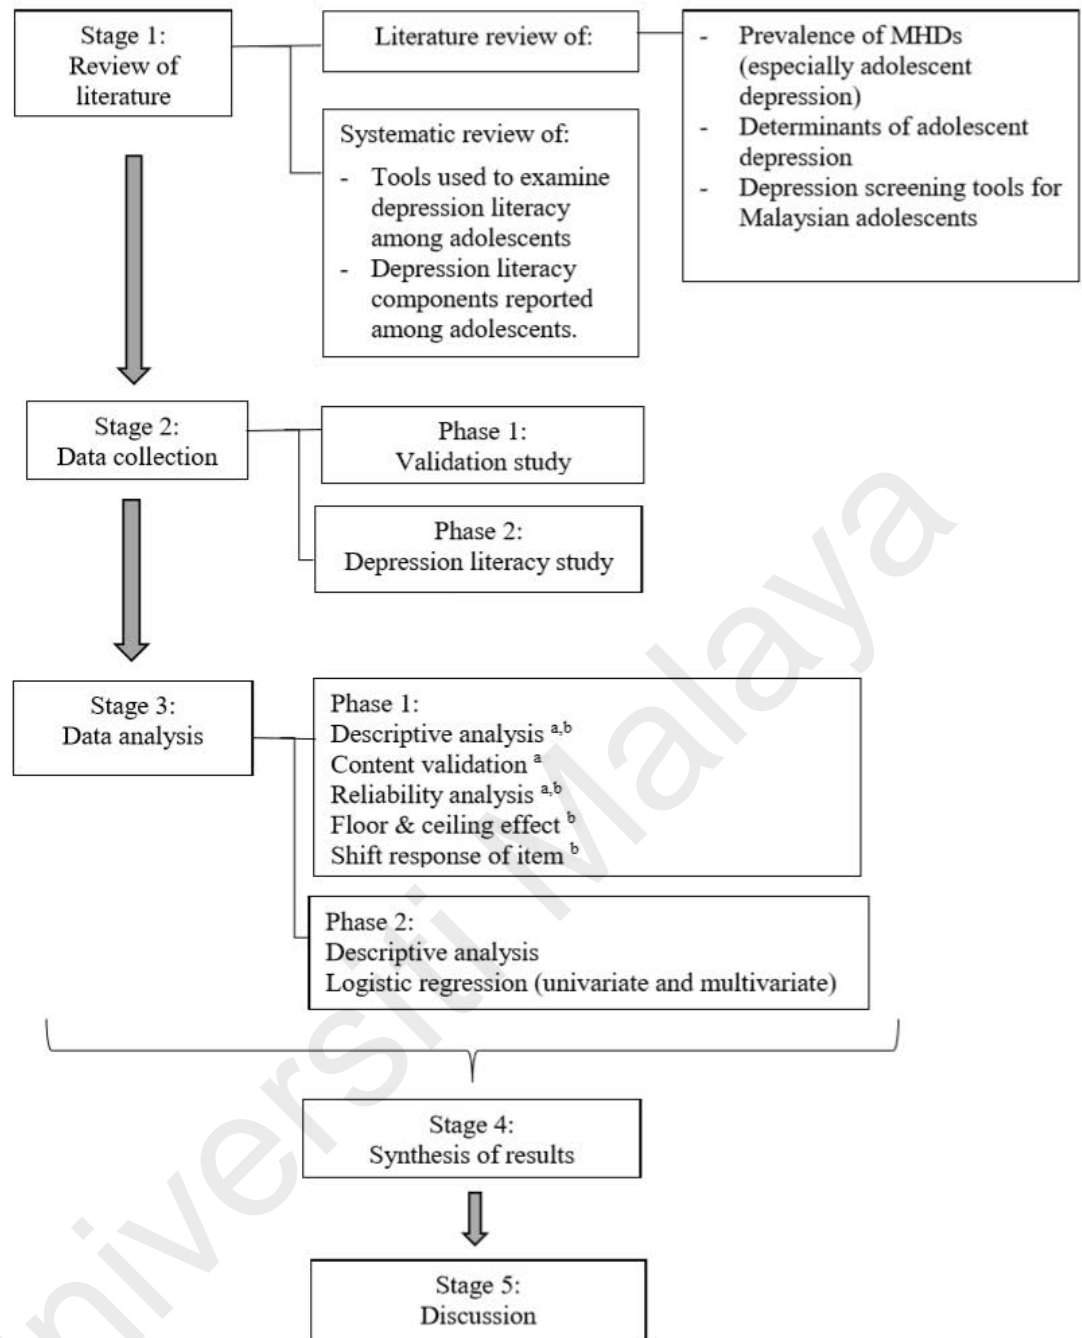 Stage 1:
Review of
literature
Literature review of:
- Prevalence of MHDs
(especially adolescent
depression)
- Determinants of adolescent
depression
- Depression screening tools for
Malaysian adolescents
Systematic review of:
- Tools used to examine
depression literacy
among adolescents
- Depression literacy
components reported
among adolescents.
Stage 2:
Data collection
Phase 1:
Validation study
Phase 2:
Depression literacy study
Stage 3:
Data analysis
Phase 1:
Descriptive analysis a,b
Content validation a
Reliability analysis a,b
Floor & ceiling effect b
Shift response of item b
Phase 2:
Descriptive analysis
Logistic regression (univariate and multivariate)
Stage 4:
Synthesis of results
Stage 5:
Discussion
niversiti Malaya